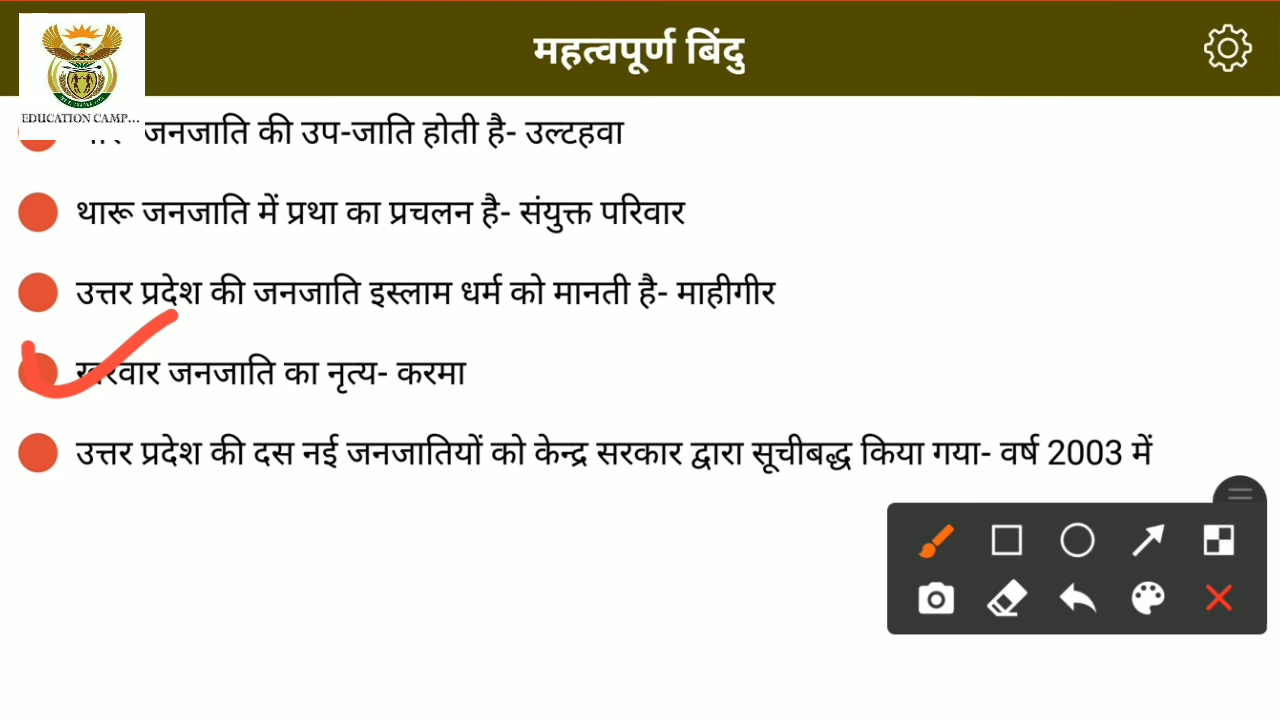 महत्वपूर्ण बिंदु
EDUCATION CAMP...
जनजाति की उप-जाति होती है- उल्टहवा
थारू जनजाति में प्रथा का प्रचलन है- संयुक्त परिवार
उत्तर प्रदेश की जनजाति इस्लाम धर्म को मानती है- माहीगीर
खरवार जनजाति का नृत्य- करमा
उत्तर प्रदेश की दस नई जनजातियों को केन्द्र सरकार द्वारा सूचीबद्ध किया गया- वर्ष 2003 में